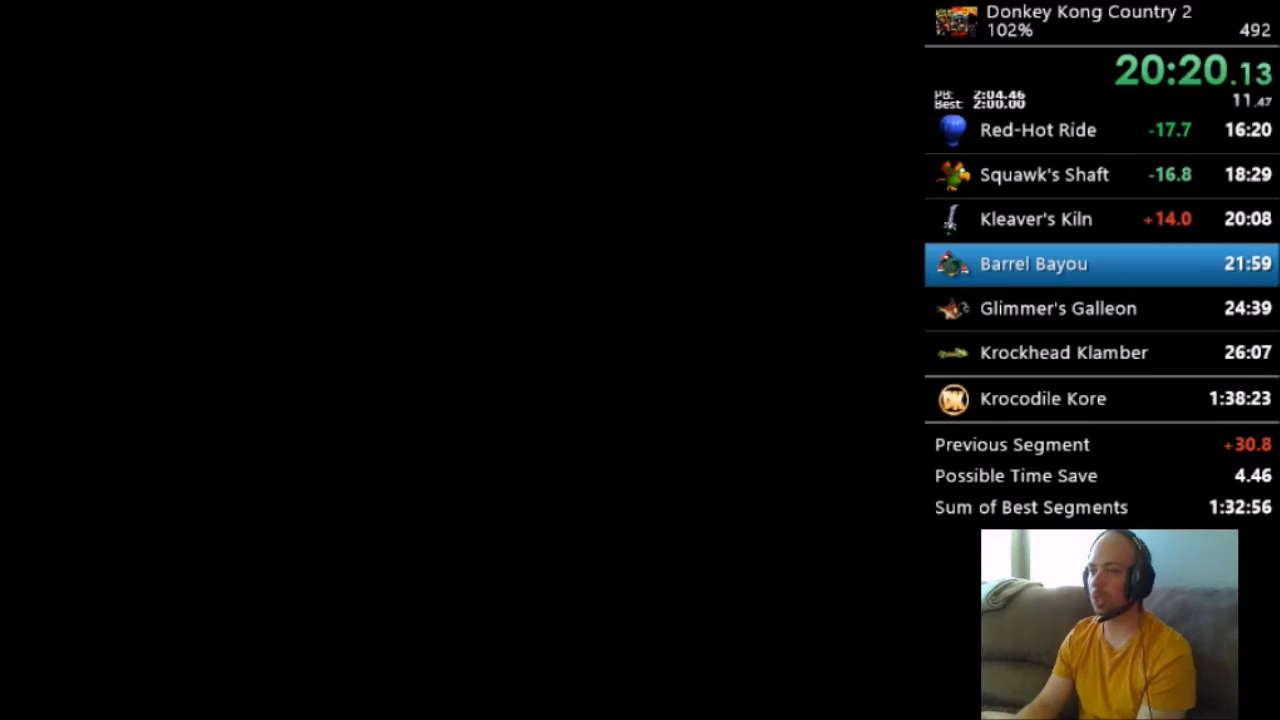 Donkey Kong Country 2
102% 492
20:20.13
PB: 2:04.46
Best: 2:00.00 11.47
Red-Hot Ride -17.7 16:20
Squawk's Shaft -16.8 18:29
Kleaver's Kiln +14.0 20:08
Barrel Bayou 21:59
Glimmer's Galleon 24:39
Krockhead Klamber 26:07
DK Krocodile Kore 1:38:23
Previous Segment +30.8
Possible Time Save 4.46
Sum of Best Segments 1:32:56